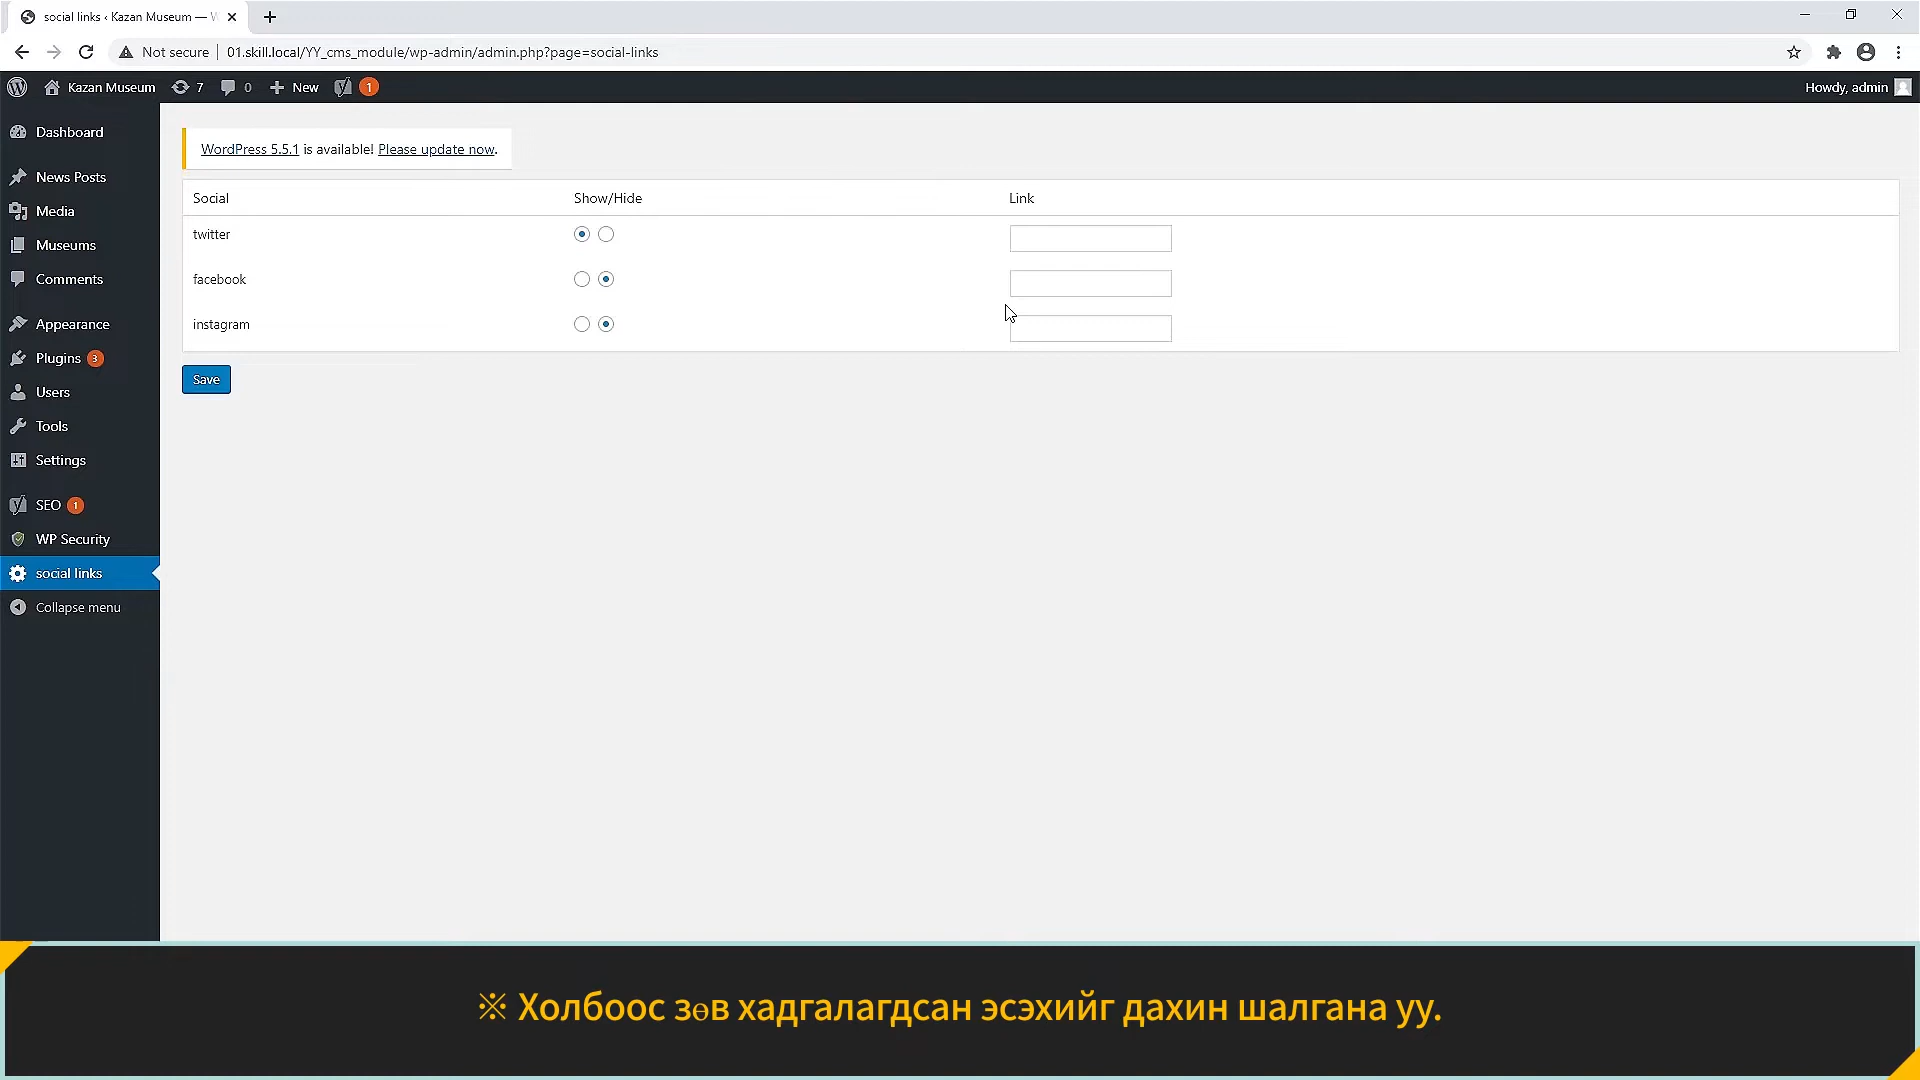 social links ‹ Kazan Museum — W
Not secure
01.skill.local/YY_cms_module/wp-admin/admin.php?page=social-links
Kazan Museum 7 0 New 1
Howdy, admin
Dashboard
News Posts
Media
Museums
Comments
Appearance
Plugins 3
Users
Tools
Settings
SEO 1
WP Security
social links
Collapse menu
WordPress 5.5.1 is available! Please update now.
Social Show/Hide Link
twitter
facebook
instagram
Save
※ Холбоос зөв хадгалагдсан эсэхийг дахин шалгана уу.